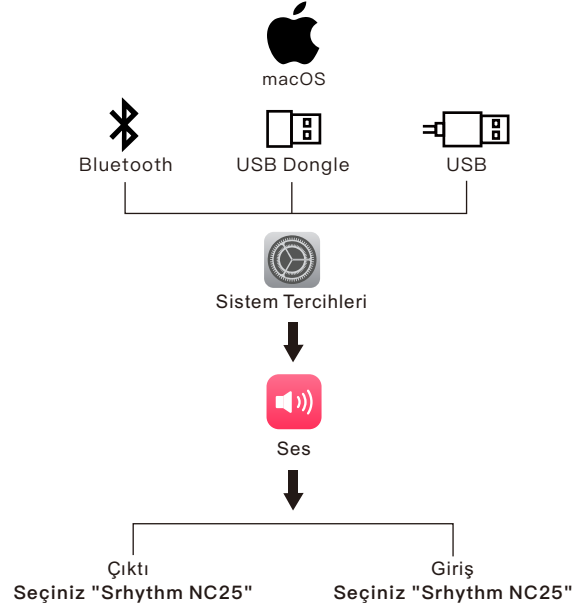 macOS
Bluetooth
USB Dongle
USB
Sistem Tercihleri
Ses
Çıktı
Seçiniz "Srhythm NC25"
Giriş
Seçiniz "Srhythm NC25"